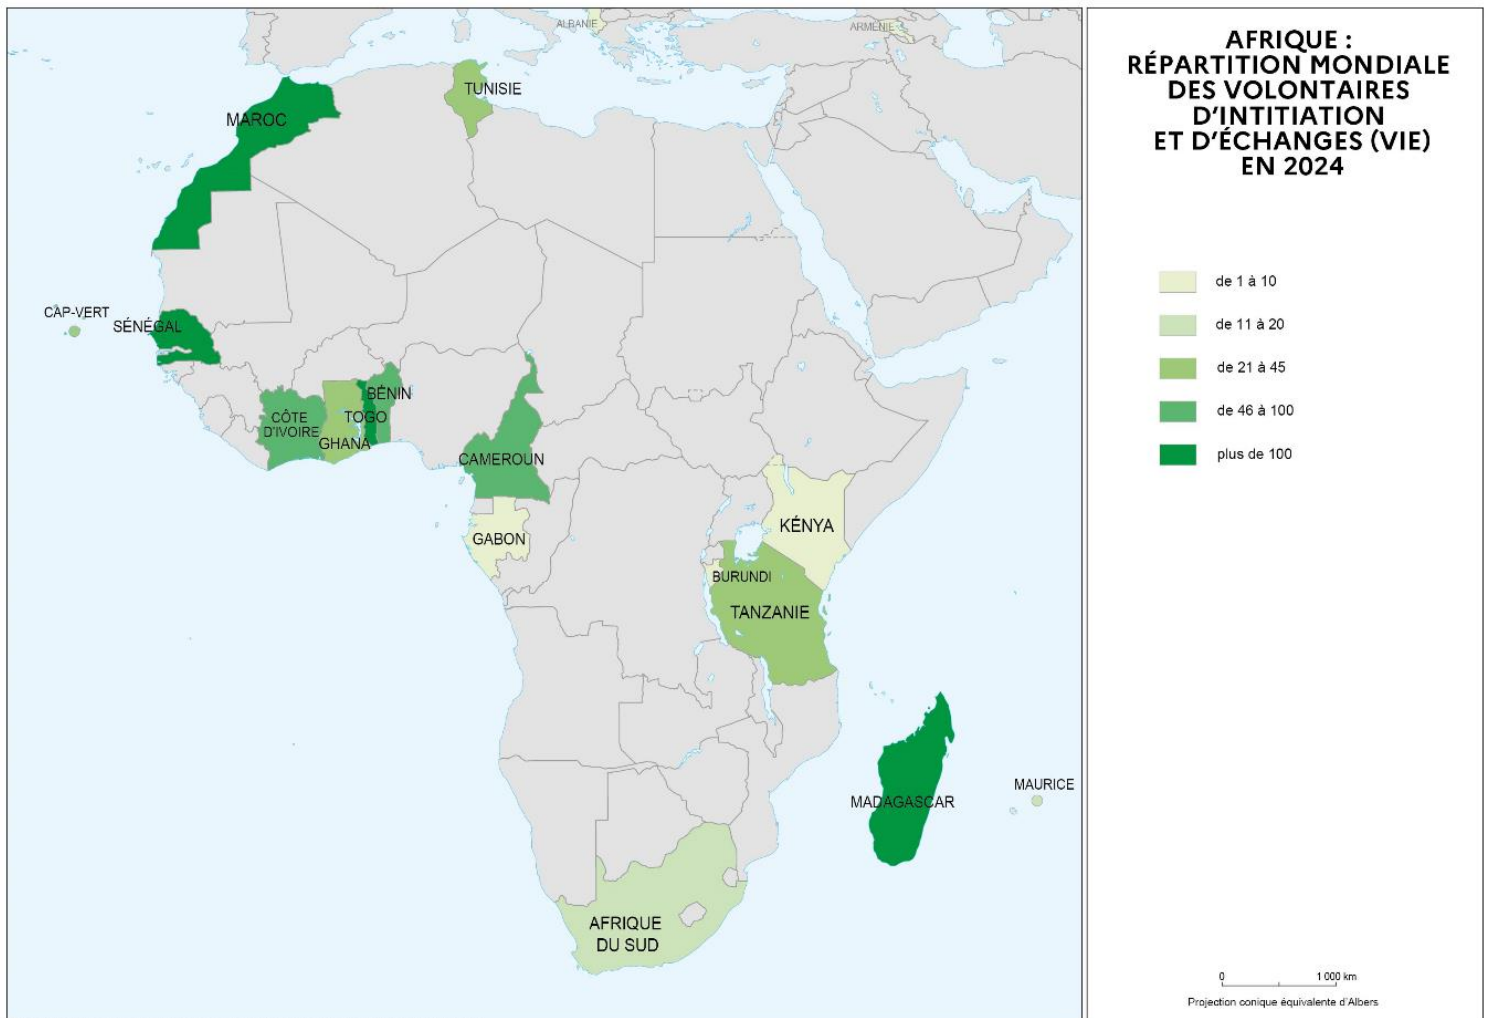 AFRIQUE :
RÉPARTITION MONDIALE
DES VOLONTAIRES
D'INTITIATION
ET D'ÉCHANGES (VIE)
EN 2024
de 1 à 10
de 11 à 20
de 21 à 45
de 46 à 100
plus de 100
0 1 000 km
Projection conique équivalente d'Albers
ALBANIE
ARMÉNIE
TUNISIE
MAROC
CAP-VERT
SÉNÉGAL
BÉNIN
CÔTE
D'IVOIRE
TOGO
GHANA
CAMEROUN
GABON
KÉNYA
BURUNDI
TANZANIE
MAURICE
MADAGASCAR
AFRIQUE
DU SUD